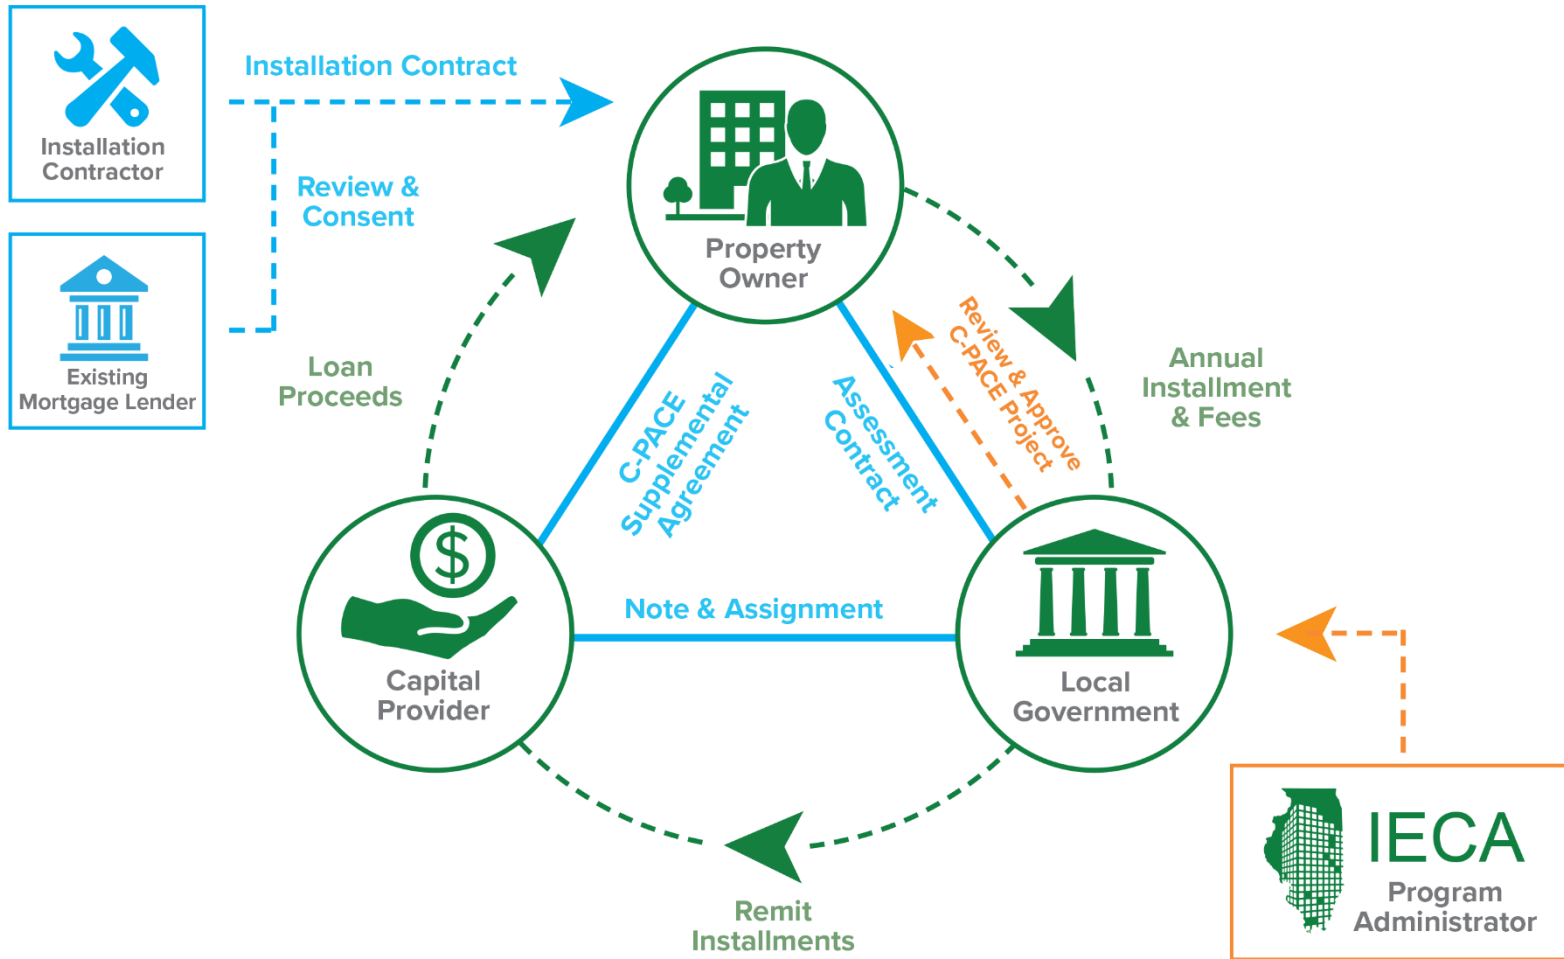 Installation
Contractor
Installation Contract
Review &
Consent
Existing
Mortgage Lender
Property
Owner
Loan
Proceeds
C-PACE
Supplemental
Agreement
Assessment
Contract
Review & Approve
C-PACE Project
Annual
Installment
& Fees
$
Capital
Provider
Note & Assignment
Local
Government
Remit
Installments
IECA
Program
Administrator